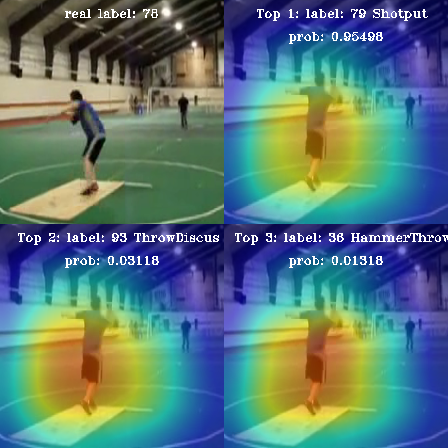 real label: 78
Top 1: label: 79 Shotput
prob: 0.95498
Top 2: label: 93 ThrowDiscus
prob: 0.03118
Top 3: label: 36 HammerThrow
prob: 0.01318